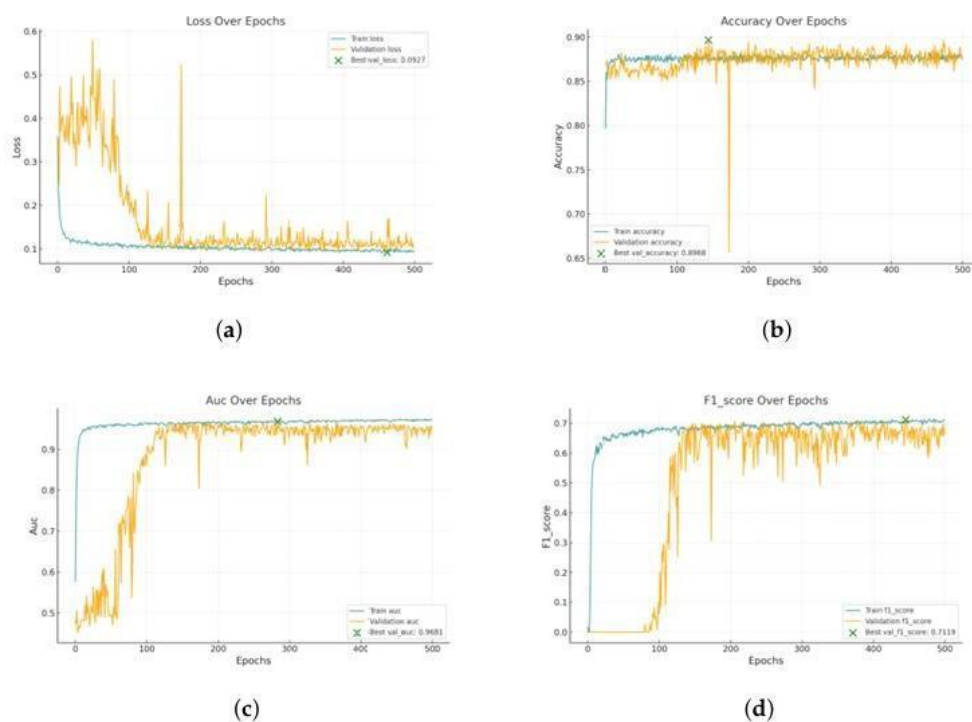 Loss Over Epochs
Train loss
Validation loss
Best val_loss: 0.0927
0.6
0.5
0.4
0.3
0.2
0.1
Loss
0
100
200
300
400
500
Epochs
(a)
Accuracy Over Epochs
0.90
0.85
0.80
0.75
0.70
0.65
Accuracy
Train accuracy
Validation accuracy
Best val_accuracy: 0.8968
0
100
200
300
400
500
Epochs
(b)
Auc Over Epochs
0.9
0.8
0.7
0.6
0.5
Auc
Train auc
Validation auc
Best val_auc: 0.9681
0
100
200
300
400
500
Epochs
(c)
F1_score Over Epochs
0.7
0.6
0.5
0.4
0.3
0.2
0.1
0.0
F1_score
Train f1_score
Validation f1_score
Best val_f1_score: 0.7119
0
100
200
300
400
500
Epochs
(d)